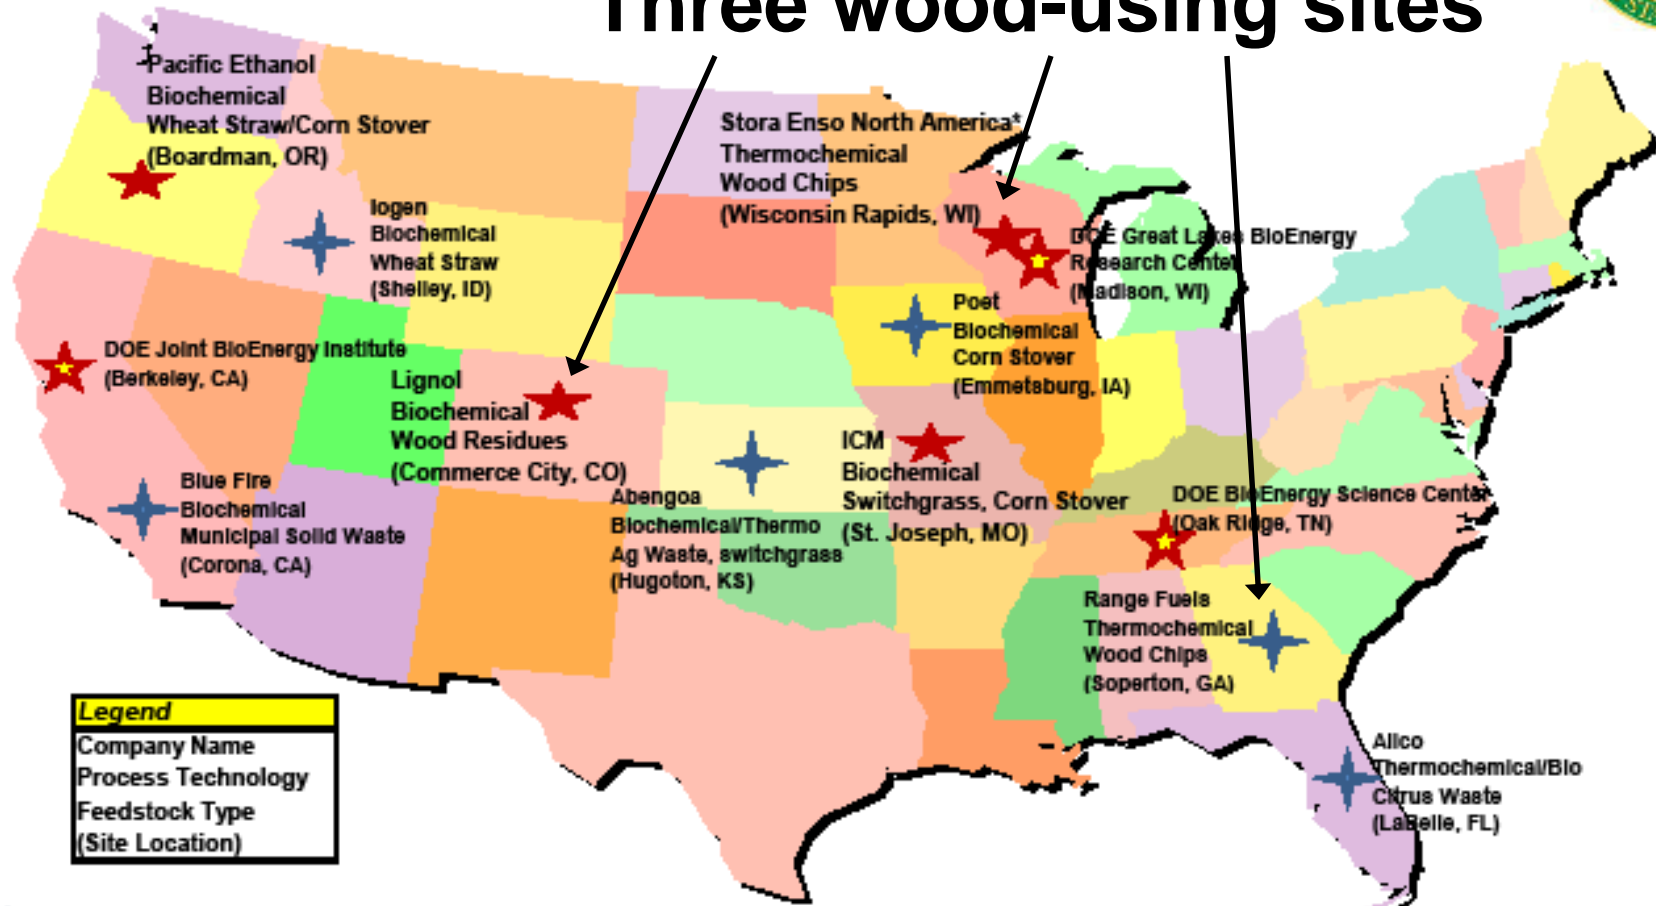 Three wood-using sites
Pacific Ethanol
Biochemical
Wheat Straw/Corn Stover
(Boardman, OR)
Stora Enso North America*
Thermochemical
Wood Chips
(Wisconsin Rapids, WI)
Iogen
Biochemical
Wheat Straw
(Shelley, ID)
DOE Great Lakes BioEnergy
Research Center
(Madison, WI)
Poet
Biochemical
Corn Stover
(Emmetsburg, IA)
DOE Joint BioEnergy Institute
(Berkeley, CA)
Lignol
Biochemical
Wood Residues
(Commerce City, CO)
ICM
Biochemical
Switchgrass, Corn Stover
(St. Joseph, MO)
Blue Fire
Biochemical
Municipal Solid Waste
(Corona, CA)
Abengoa
Biochemical/Thermo
Ag Waste, switchgrass
(Hugoton, KS)
DOE BioEnergy Science Center
(Oak Ridge, TN)
Range Fuels
Thermochemical
Wood Chips
(Soperton, GA)
Alico
Thermochemical/Bio
Citrus Waste
(LaBelle, FL)
Legend
Company Name
Process Technology
Feedstock Type
(Site Location)